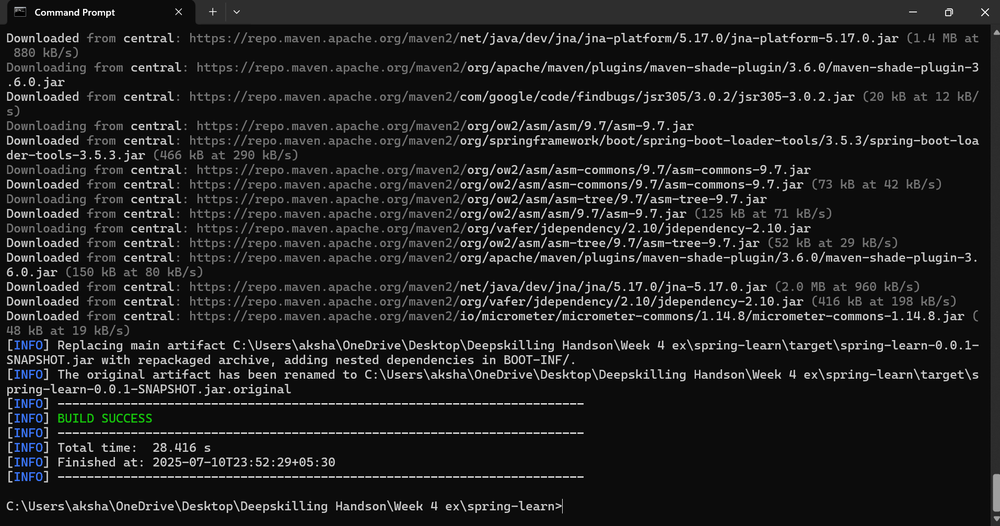 Command Prompt
Downloaded from central: https://repo.maven.apache.org/maven2/net/java/dev/jna/jna-platform/5.17.0/jna-platform-5.17.0.jar (1.4 MB at
 880 kB/s)
Downloading from central: https://repo.maven.apache.org/maven2/org/apache/maven/plugins/maven-shade-plugin/3.6.0/maven-shade-plugin-3
.6.0.jar
Downloaded from central: https://repo.maven.apache.org/maven2/com/google/code/findbugs/jsr305/3.0.2/jsr305-3.0.2.jar (20 kB at 12 kB/
s)
Downloading from central: https://repo.maven.apache.org/maven2/org/ow2/asm/asm/9.7/asm-9.7.jar
Downloaded from central: https://repo.maven.apache.org/maven2/org/springframework/boot/spring-boot-loader-tools/3.5.3/spring-boot-loa
der-tools-3.5.3.jar (466 kB at 290 kB/s)
Downloading from central: https://repo.maven.apache.org/maven2/org/ow2/asm/asm-commons/9.7/asm-commons-9.7.jar
Downloaded from central: https://repo.maven.apache.org/maven2/org/ow2/asm/asm-commons/9.7/asm-commons-9.7.jar (73 kB at 42 kB/s)
Downloading from central: https://repo.maven.apache.org/maven2/org/ow2/asm/asm-tree/9.7/asm-tree-9.7.jar
Downloaded from central: https://repo.maven.apache.org/maven2/org/ow2/asm/asm/9.7/asm-9.7.jar (125 kB at 71 kB/s)
Downloading from central: https://repo.maven.apache.org/maven2/org/vafer/jdependency/2.10/jdependency-2.10.jar
Downloaded from central: https://repo.maven.apache.org/maven2/org/ow2/asm/asm-tree/9.7/asm-tree-9.7.jar (52 kB at 29 kB/s)
Downloaded from central: https://repo.maven.apache.org/maven2/org/apache/maven/plugins/maven-shade-plugin/3.6.0/maven-shade-plugin-3.
6.0.jar (150 kB at 80 kB/s)
Downloaded from central: https://repo.maven.apache.org/maven2/net/java/dev/jna/jna/5.17.0/jna-5.17.0.jar (2.0 MB at 960 kB/s)
Downloaded from central: https://repo.maven.apache.org/maven2/org/vafer/jdependency/2.10/jdependency-2.10.jar (416 kB at 198 kB/s)
Downloaded from central: https://repo.maven.apache.org/maven2/io/micrometer/micrometer-commons/1.14.8/micrometer-commons-1.14.8.jar (
48 kB at 19 kB/s)
[INFO] Replacing main artifact C:\Users\aksha\OneDrive\Desktop\Deepskilling Handson\Week 4 ex\spring-learn\target\spring-learn-0.0.1-
SNAPSHOT.jar with repackaged archive, adding nested dependencies in BOOT-INF/.
[INFO] The original artifact has been renamed to C:\Users\aksha\OneDrive\Desktop\Deepskilling Handson\Week 4 ex\spring-learn\target\s
pring-learn-0.0.1-SNAPSHOT.jar.original
[INFO] ------------------------------------------------------------------------
[INFO] BUILD SUCCESS
[INFO] ------------------------------------------------------------------------
[INFO] Total time:  28.416 s
[INFO] Finished at: 2025-07-10T23:52:29+05:30
[INFO] ------------------------------------------------------------------------
C:\Users\aksha\OneDrive\Desktop\Deepskilling Handson\Week 4 ex\spring-learn>